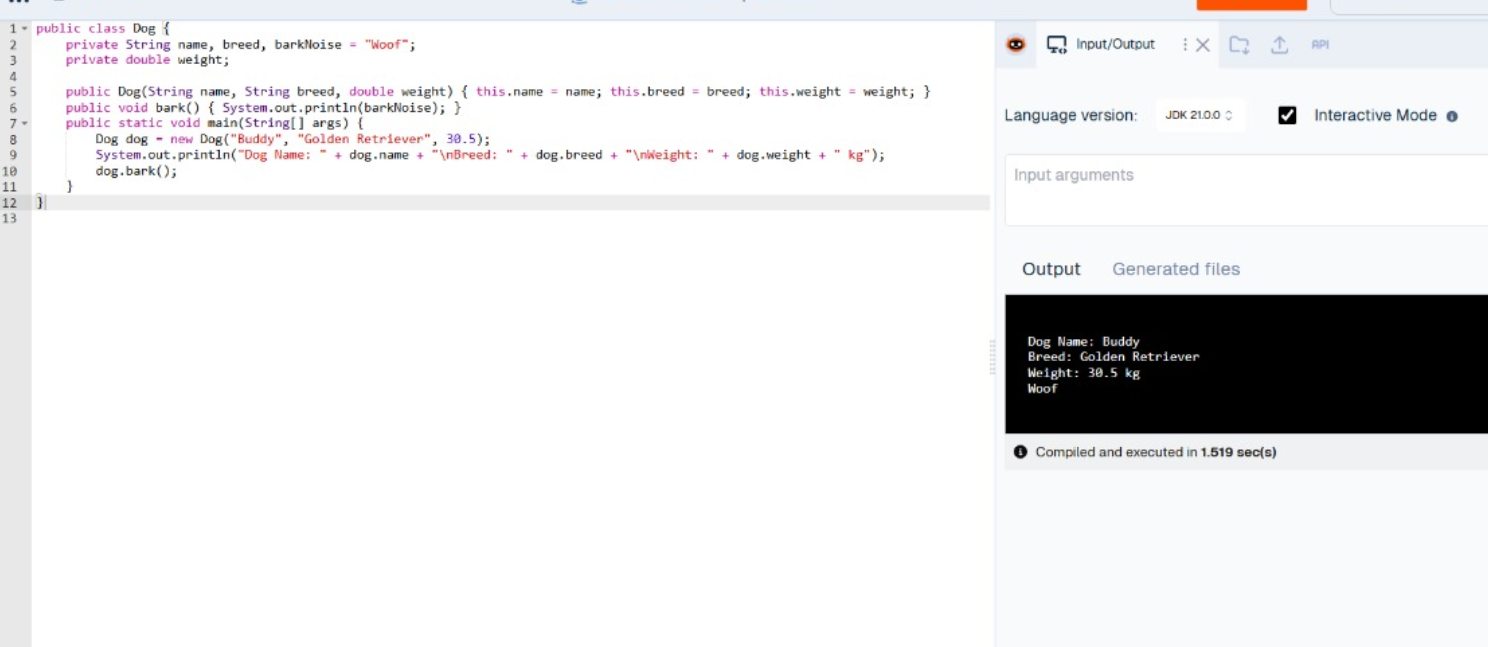 1 public class Dog {
2 private String name, breed, barkNoise = "Woof";
3 private double weight;
4
5 public Dog(String name, String breed, double weight) { this.name = name; this.breed = breed; this.weight = weight; }
6 public void bark() { System.out.println(barkNoise); }
7 public static void main(String[] args) {
8 Dog dog = new Dog("Buddy", "Golden Retriever", 30.5);
9 System.out.println("Dog Name: " + dog.name + "\nBreed: " + dog.breed + "\nWeight: " + dog.weight + " kg");
10 dog.bark();
11 }
12 }
13
Input/Output
API
Language version: JDK 21.0.0 Interactive Mode
Input arguments
Output Generated files
Dog Name: Buddy
Breed: Golden Retriever
Weight: 30.5 kg
Woof
Compiled and executed in 1.519 sec(s)